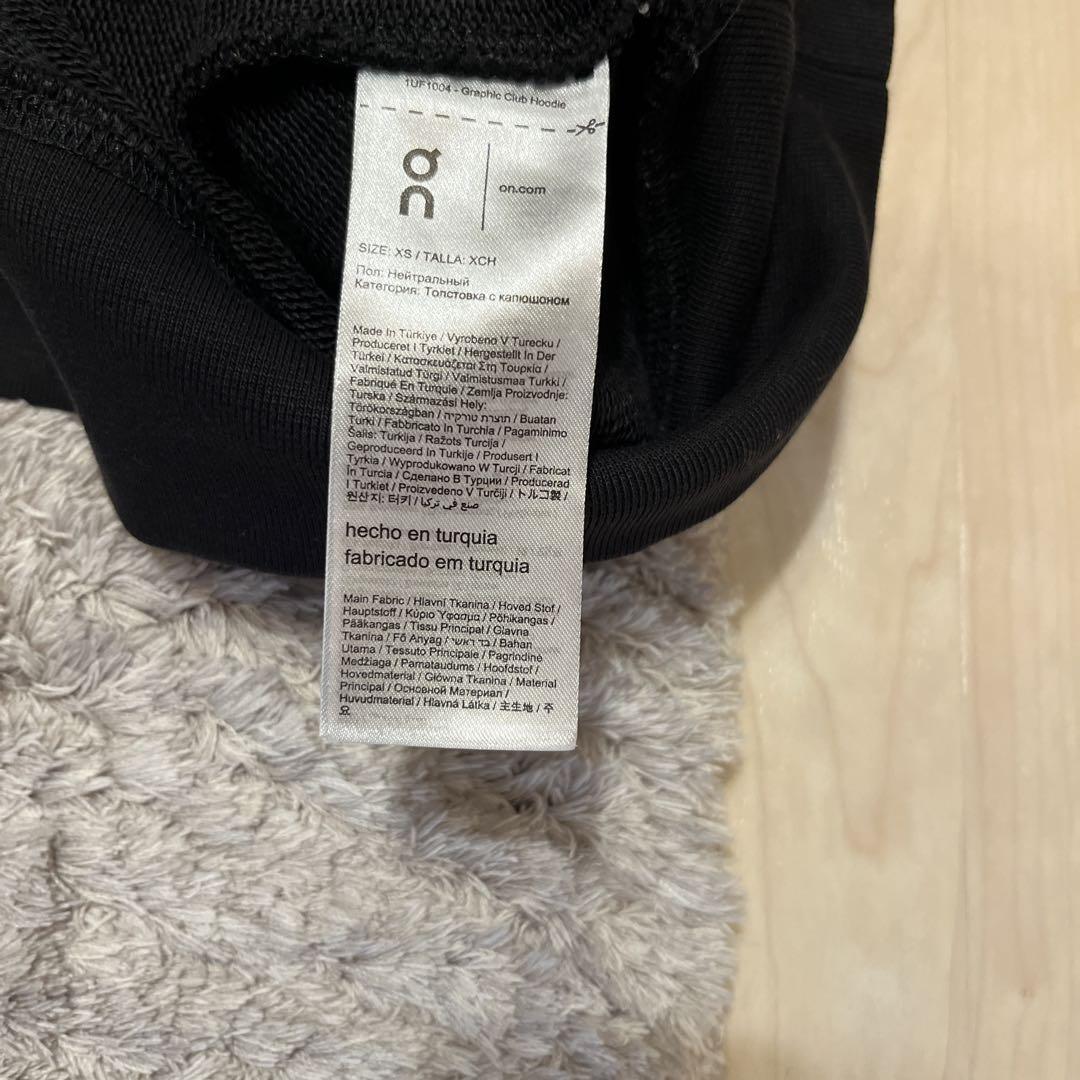 1UF1004 - Graphic Club Hoodie
on.com
SIZE: XS / TALLA: XCH
Пол: Нейтральный
Категория: Толстовка с капюшоном
Made In Türkiye / Vyrobeno V Turecku /
Produceret I Tyrkiet / Hergestellt In Der
Türkei / Κατασκευάζεται Στη Τουρκία /
Valmistatud Türgi / Valmistusmaa Turkki /
Fabriqué En Turquie / Zemlja Proizvodnje:
Turska / Származási Hely:
Törökországban / תוצרת טורקיה / Buatan
Turki / Fabbricato In Turchia / Pagaminimo
Šalis: Turkija / Ražots Turcija /
Geproduceerd In Turkije / Produsert I
Tyrkia / Wyprodukowano W Turcji / Fabricat
În Turcia / Сделано В Турции / Producerad
I Turkiet / Proizvedeno V Turčiji / トルコ製 /
원산지: 터키 / صنع في تركيا
hecho en turquia
fabricado em turquia
Main Fabric / Hlavní Tkanina / Hoved Stof /
Hauptstoff / Κύριο Ύφασμα / Põhikangas /
Pääkangas / Tissu Principal / Glavna
Tkanina / Fő Anyag / בד ראשי / Bahan
Utama / Tessuto Principale / Pagrindinė
Medžiaga / Pamataudums / Hoofdstof /
Hovedmaterial / Główna Tkanina / Material
Principal / Основной Материал /
Huvudmaterial / Hlavná Látka / 主生地 / 주
요